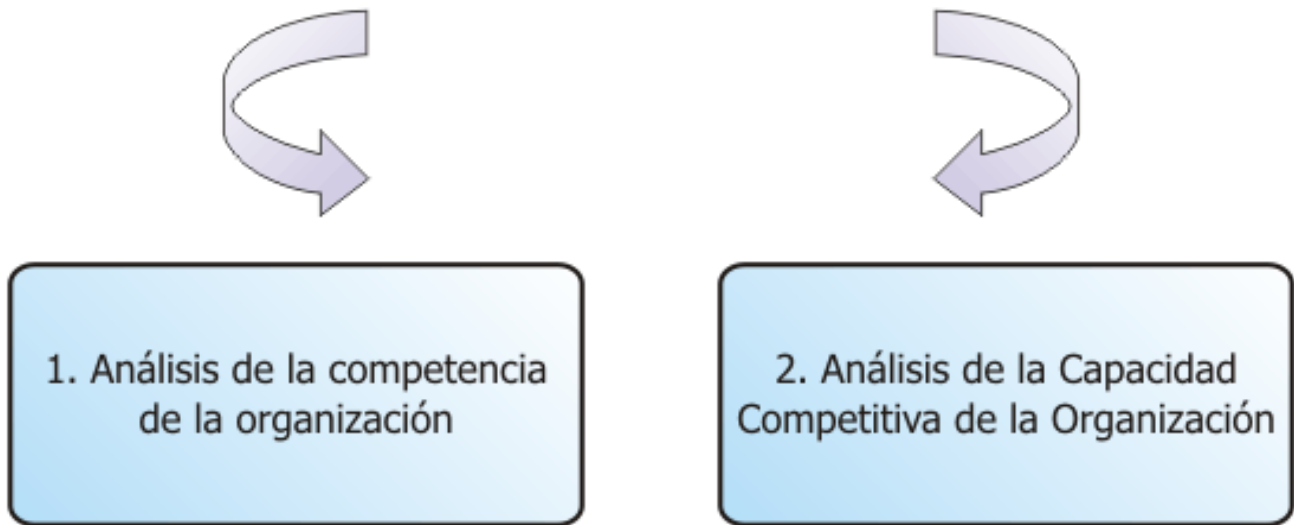 1. Análisis de la competencia
de la organización
2. Análisis de la Capacidad
Competitiva de la Organización